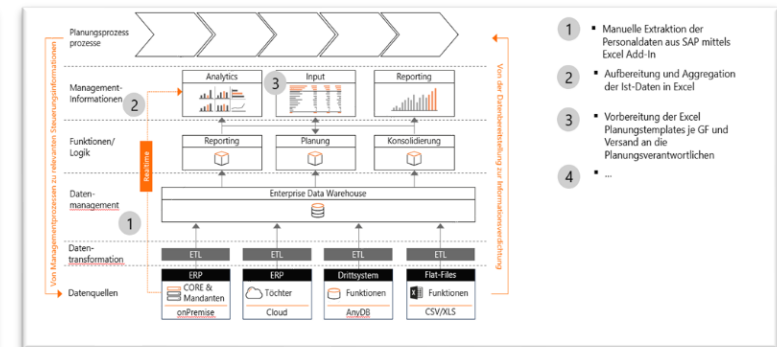 Planungsprozess
prozesse
Management-
Informationen
Analytics
Input
Reporting
2
3
Funktionen/
Logik
Reporting
Planung
Konsolidierung
Realtime
Daten-
management
Enterprise Data Warehouse
1
Daten-
transformation
ETL
ETL
ETL
ETL
Datenquellen
ERP
CORE &
Mandanten
onPremise
ERP
Töchter
Cloud
Drittsystem
Funktionen
AnyDB
Flat-Files
Funktionen
CSV/XLS
Von Managementprozessen zu relevanten Steuerungsinformationen
Von der Datenbereitstellung zur Informationsverdichtung
1
▪ Manuelle Extraktion der
Personaldaten aus SAP mittels
Excel Add-In
2
▪ Aufbereitung und Aggregation
der Ist-Daten in Excel
3
▪ Vorbereitung der Excel
Planungstemplates je GF und
Versand an die
Planungsverantwortlichen
4
▪ ...